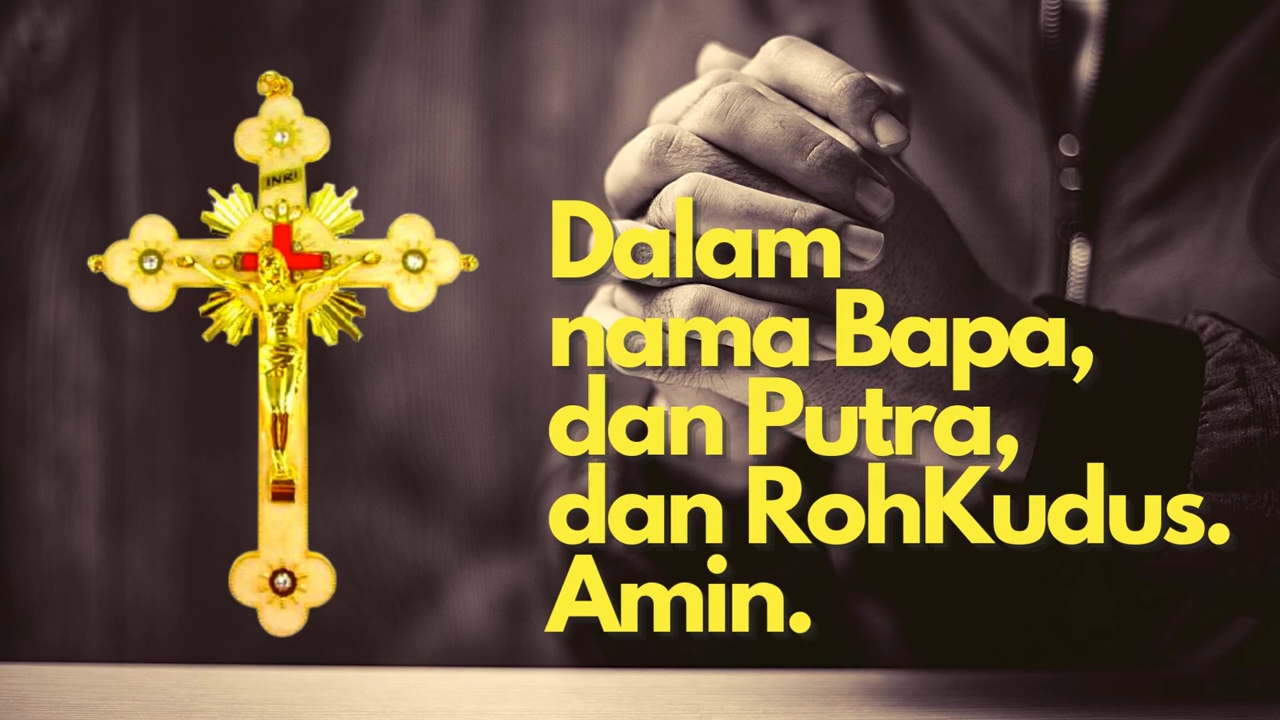 INRI
Dalam
nama Bapa,
dan Putra,
dan RohKudus.
Amin.